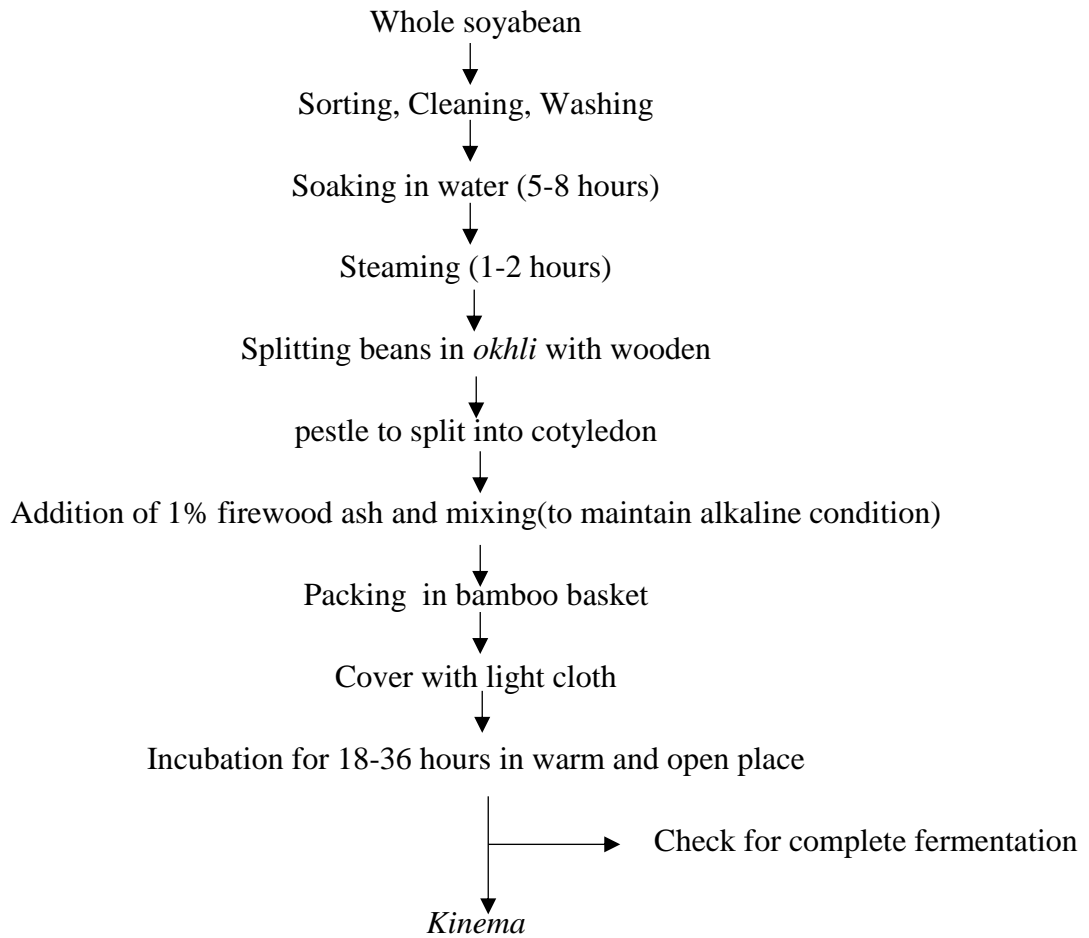 Whole soyabean
Sorting, Cleaning, Washing
Soaking in water (5-8 hours)
Steaming (1-2 hours)
Splitting beans in okhli with wooden
pestle to split into cotyledon
Addition of 1% firewood ash and mixing(to maintain alkaline condition)
Packing in bamboo basket
Cover with light cloth
Incubation for 18-36 hours in warm and open place
Check for complete fermentation
Kinema